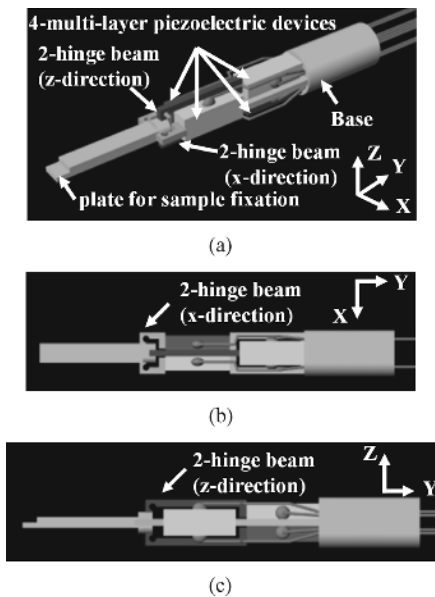 4-multi-layer piezoelectric devices
2-hinge beam
(z-direction)
Base
2-hinge beam
(x-direction)
plate for sample fixation
Z
Y
X
(a)
2-hinge beam
(x-direction)
Y
X
(b)
2-hinge beam
(z-direction)
Z
Y
(c)